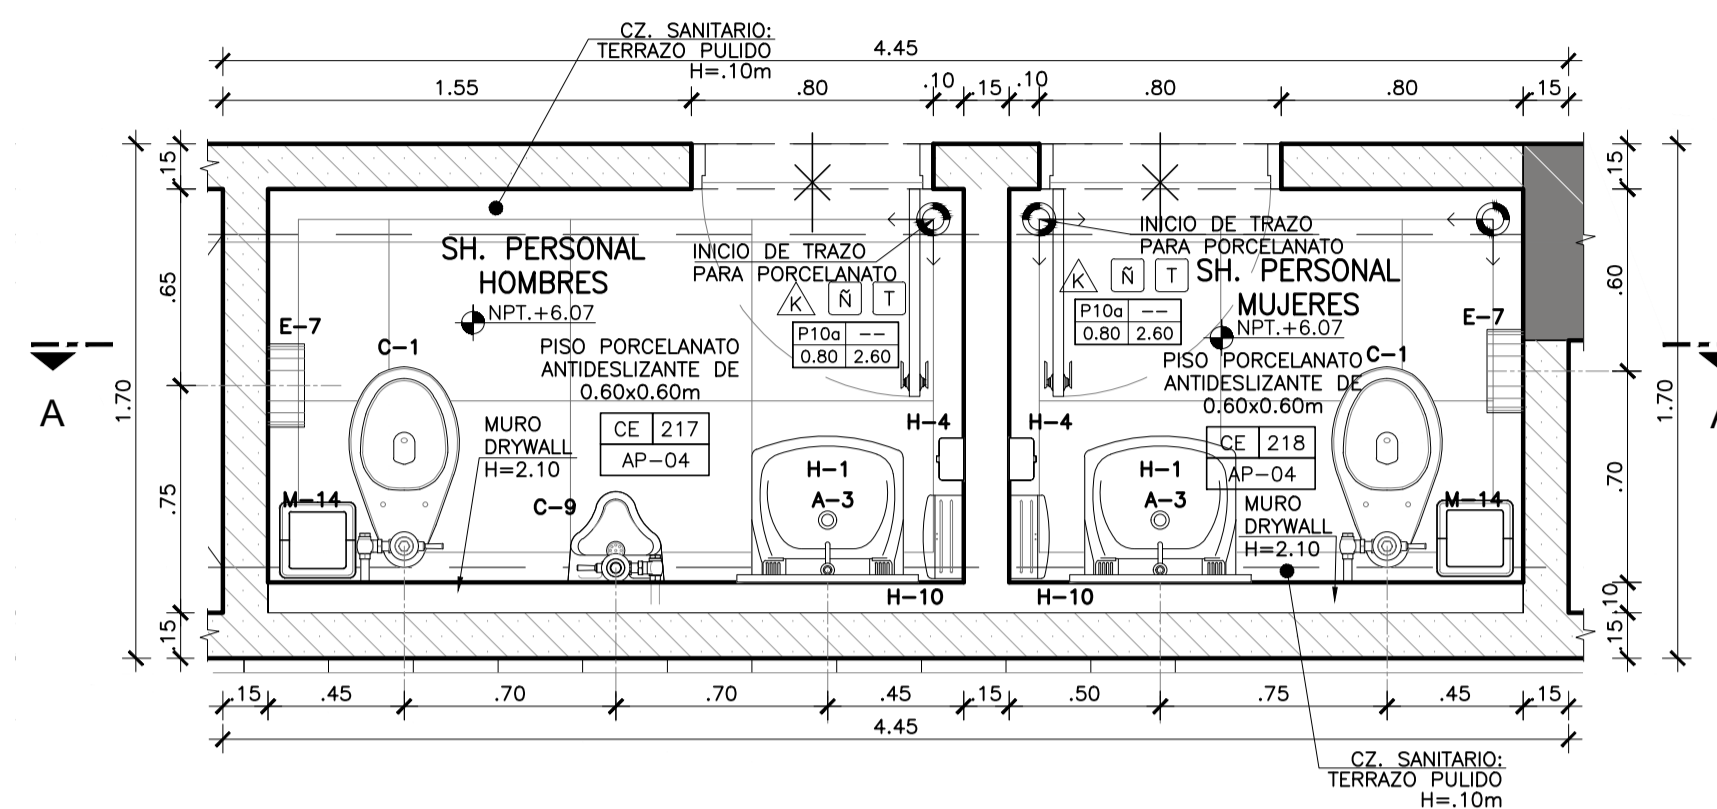 CZ. SANITARIO:
TERRAZO PULIDO
H=.10m
4.45
1.55
.80
.10
.15
.10
.80
.80
.15
.15
.65
.75
.15
1.70
A
SH. PERSONAL
HOMBRES
NPT.+6.07
INICIO DE TRAZO
PARA PORCELANATO
K
Ñ
T
P10a --
0.80 2.60
PISO PORCELANATO
ANTIDESLIZANTE DE
0.60x0.60m
E-7
C-1
MURO
DRYWALL
H=2.10
CE 217
AP-04
M-14
C-9
H-1
A-3
H-4
H-10
INICIO DE TRAZO
PARA PORCELANATO
K
Ñ
T
SH. PERSONAL
MUJERES
NPT.+6.07
P10a --
0.80 2.60
PISO PORCELANATO
ANTIDESLIZANTE DE
0.60x0.60m
E-7
C-1
H-4
H-1
A-3
CE 218
AP-04
MURO
DRYWALL
H=2.10
M-14
H-10
.15
.60
.70
.10
.15
1.70
.15
.45
.70
.70
.45
.15
.50
.75
.45
.15
4.45
CZ. SANITARIO:
TERRAZO PULIDO
H=.10m